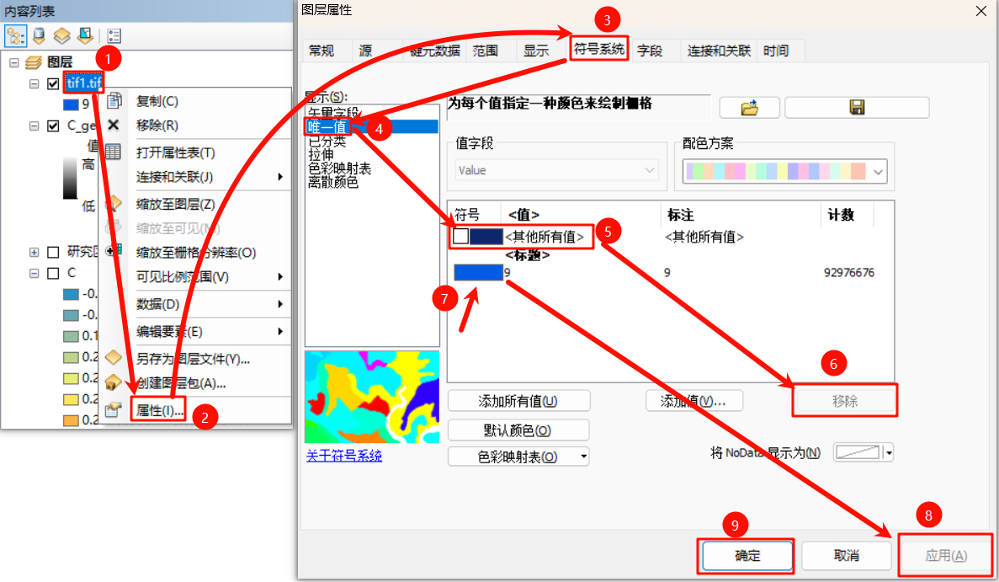 内容列表
图层
1
tif1.tif
9
C_ge
值
高
低
研究区
C
-0.
-0.
0.1
0.2
0.2
0.2
0.2
复制(C)
移除(R)
打开属性表(T)
连接和关联(J)
缩放至图层(Z)
缩放至可见(M)
缩放至栅格分辨率(O)
可见比例范围(V)
数据(D)
编辑要素(E)
另存为图层文件(Y)...
创建图层包(A)...
属性(I)...
2
图层属性
3
常规
源
键元数据
范围
显示
符号系统
字段
连接和关联
时间
显示(S):
矢量字段
唯一值
已分类
拉伸
色彩映射表
离散颜色
4
关于符号系统
为每个值指定一种颜色来绘制栅格
值字段
Value
配色方案
符号
<值>
标注
计数
<其他所有值>
<其他所有值>
5
<标题>
9
9
92976676
7
6
添加所有值(U)
添加值(V)...
移除
默认颜色(O)
色彩映射表(O)
将 NoData 显示为(N)
9
8
确定
取消
应用(A)